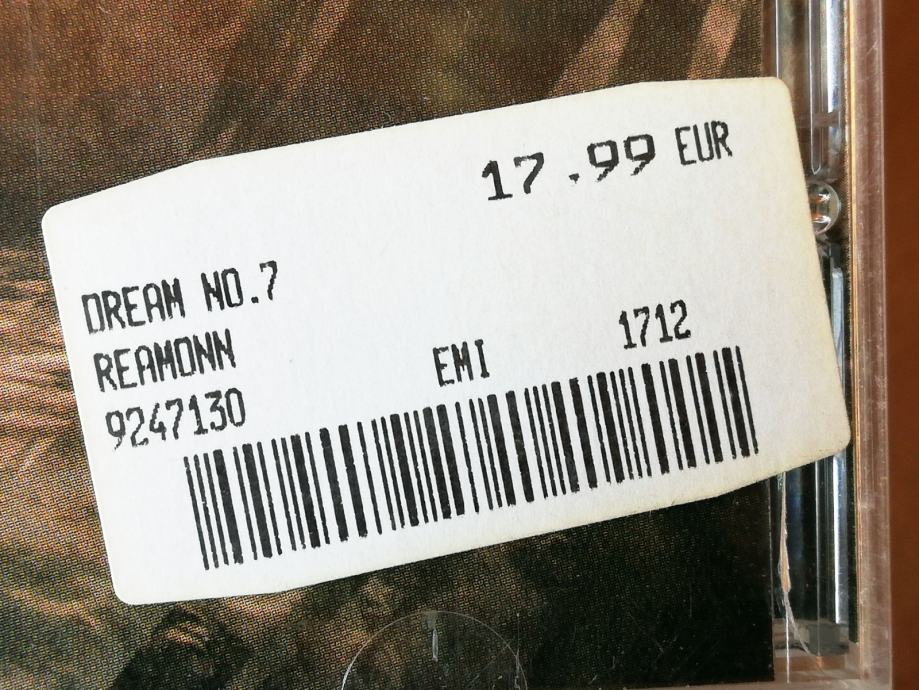 17.99 EUR
DREAM NO.7
REAMONN
9247130 EMI 1712